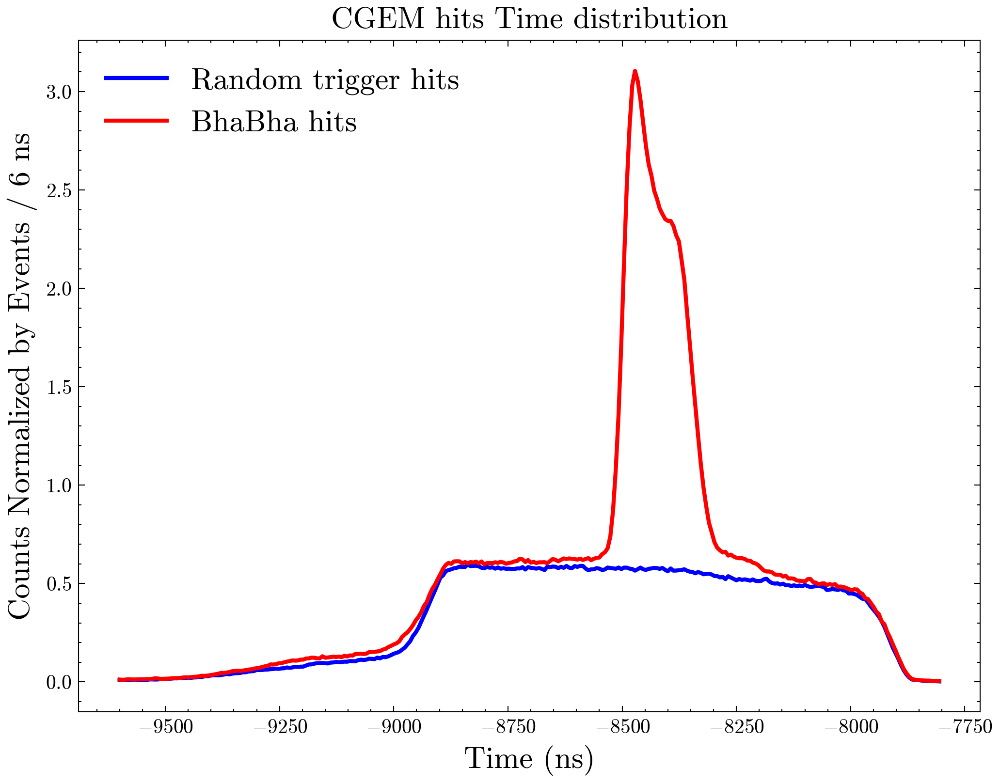 CGEM hits Time distribution
Random trigger hits
BhaBha hits
Counts Normalized by Events / 6 ns
3.0
2.5
2.0
1.5
1.0
0.5
0.0
−9500 −9250 −9000 −8750 −8500 −8250 −8000 −7750
Time (ns)